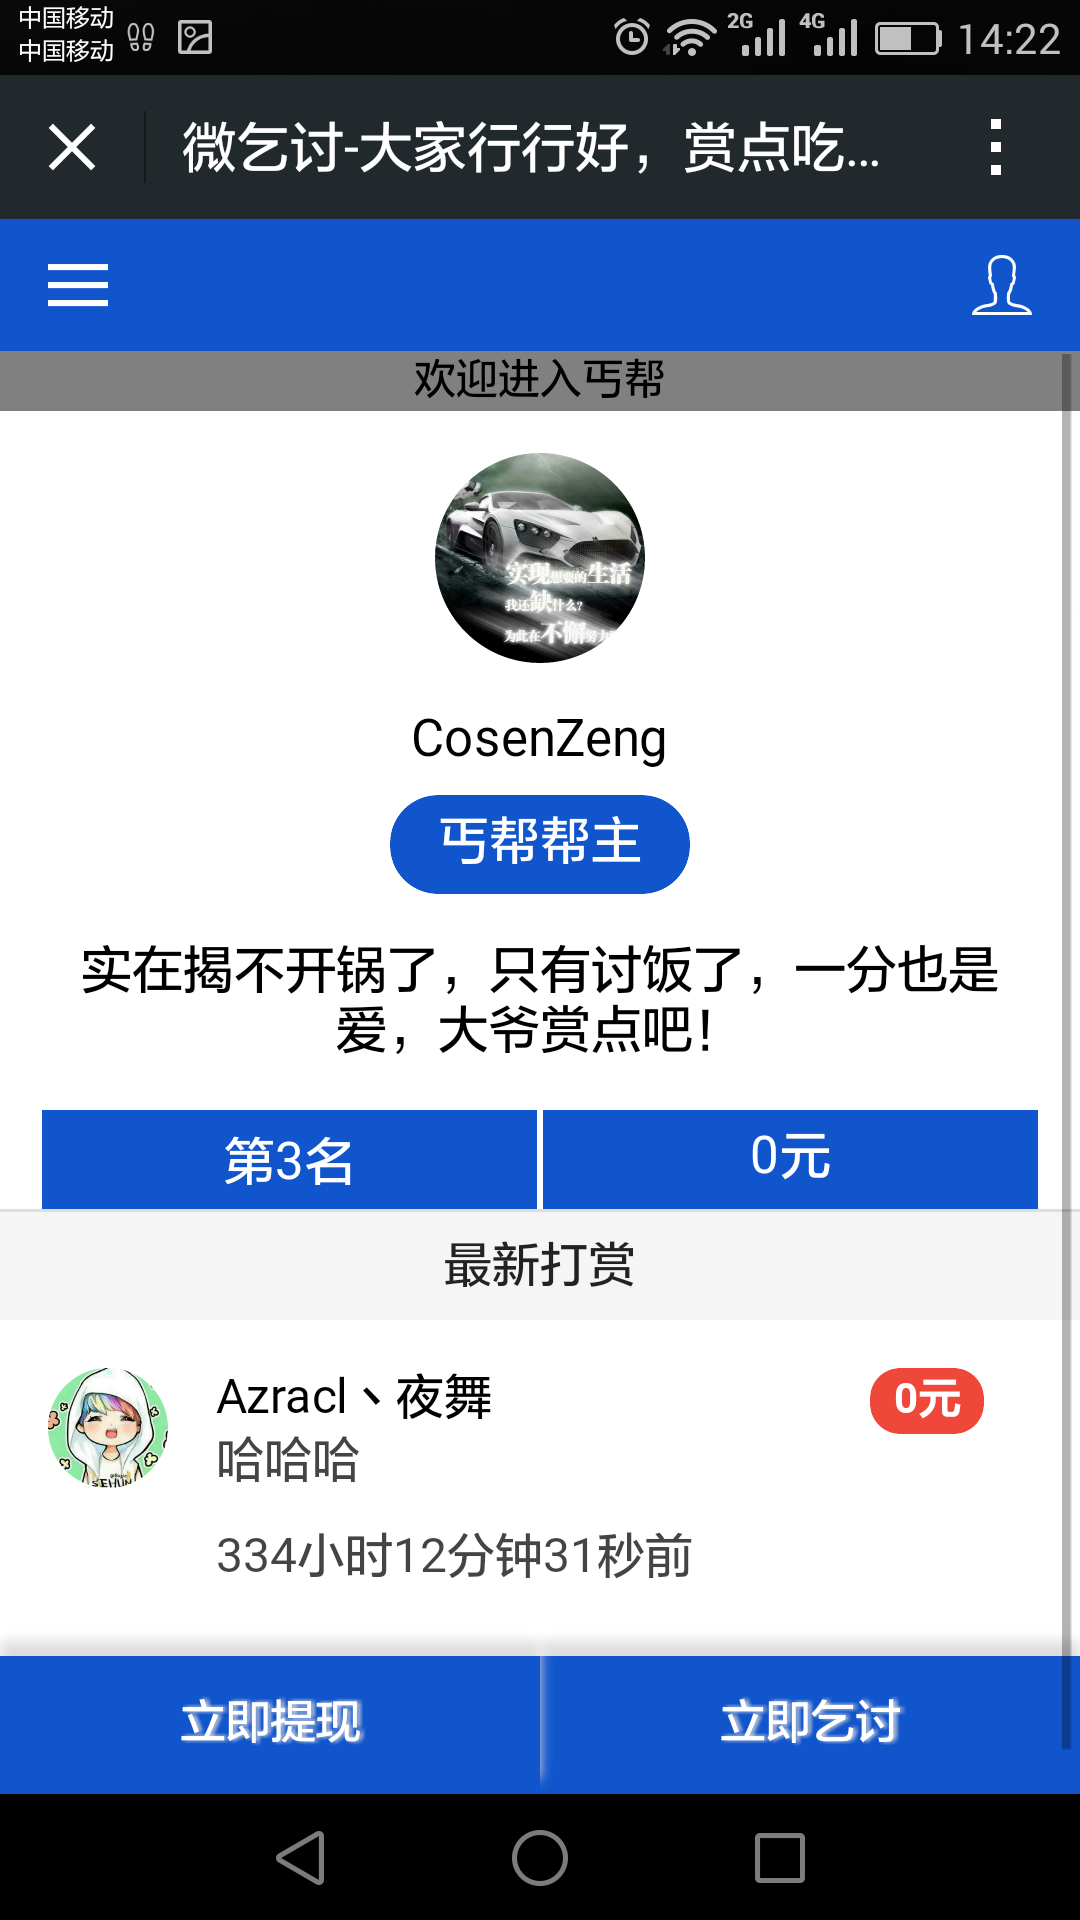 中国移动
中国移动
2G
4G
14:22
微乞讨-大家行行好，赏点吃...
欢迎进入丐帮
实现想要的生活
我还缺什么?
为此在不懈努力
CosenZeng
丐帮帮主
实在揭不开锅了，只有讨饭了，一分也是
爱，大爷赏点吧！
第3名
0元
最新打赏
Azracl丶夜舞
0元
哈哈哈
SEHUN
334小时12分钟31秒前
立即提现
立即乞讨